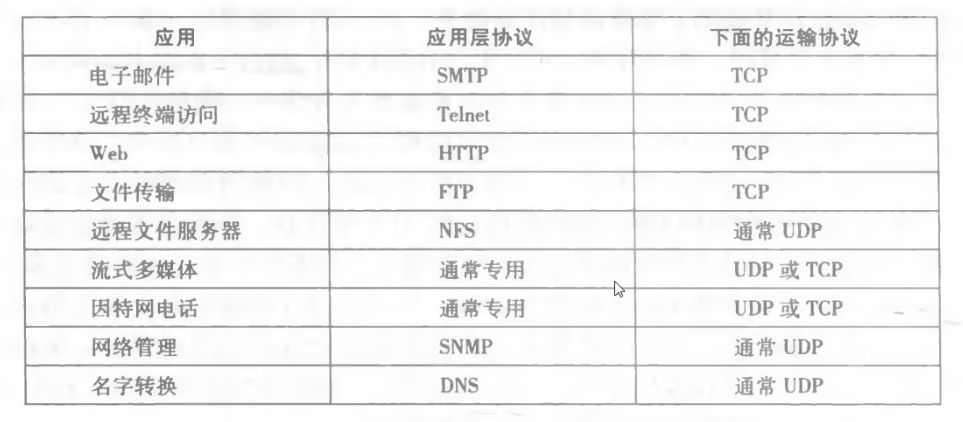 应用 应用层协议 下面的运输协议
电子邮件 SMTP TCP
远程终端访问 Telnet TCP
Web HTTP TCP
文件传输 FTP TCP
远程文件服务器 NFS 通常 UDP
流式多媒体 通常专用 UDP 或 TCP
因特网电话 通常专用 UDP 或 TCP
网络管理 SNMP 通常 UDP
名字转换 DNS 通常 UDP